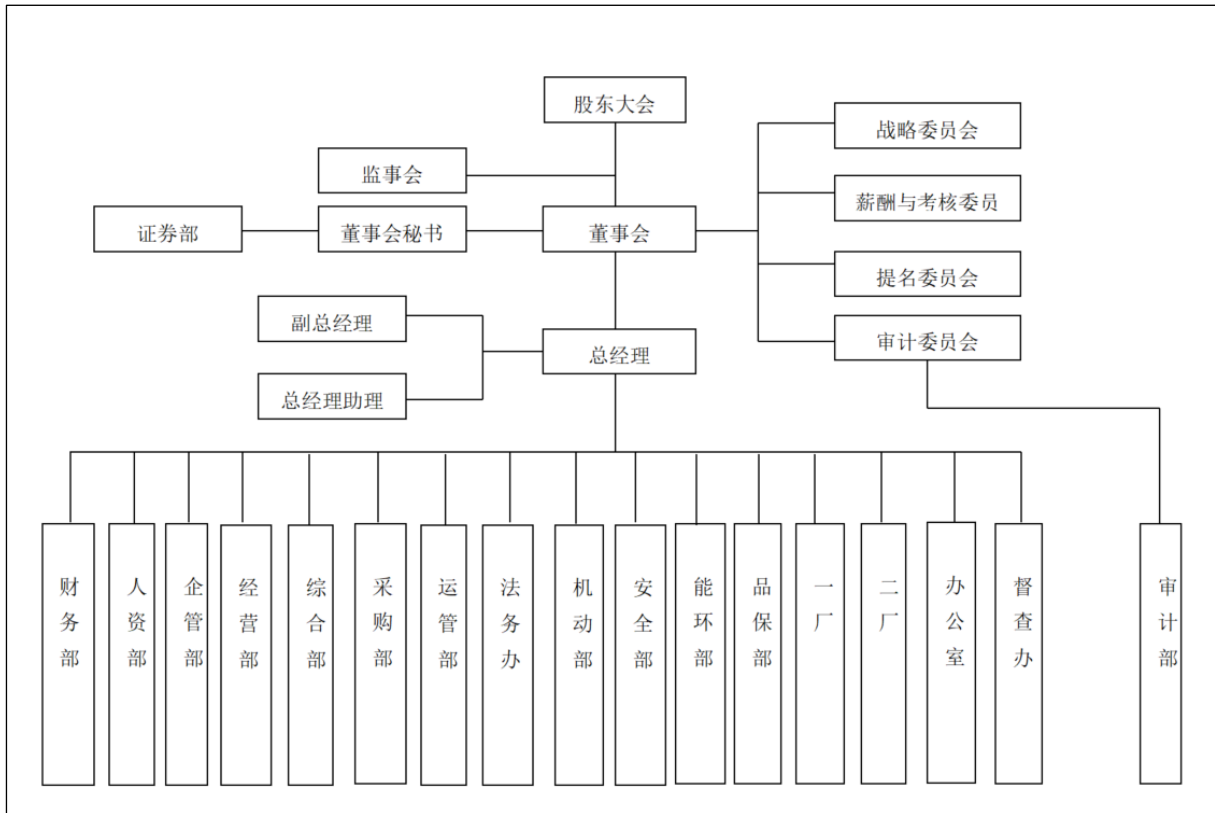 股东大会
战略委员会
监事会
薪酬与考核委员
证券部
董事会秘书
董事会
提名委员会
副总经理
总经理
审计委员会
总经理助理
财务部
人资部
企管部
经营部
综合部
采购部
运管部
法务办
机动部
安全部
能环部
品保部
一厂
二厂
办公室
督查办
审计部